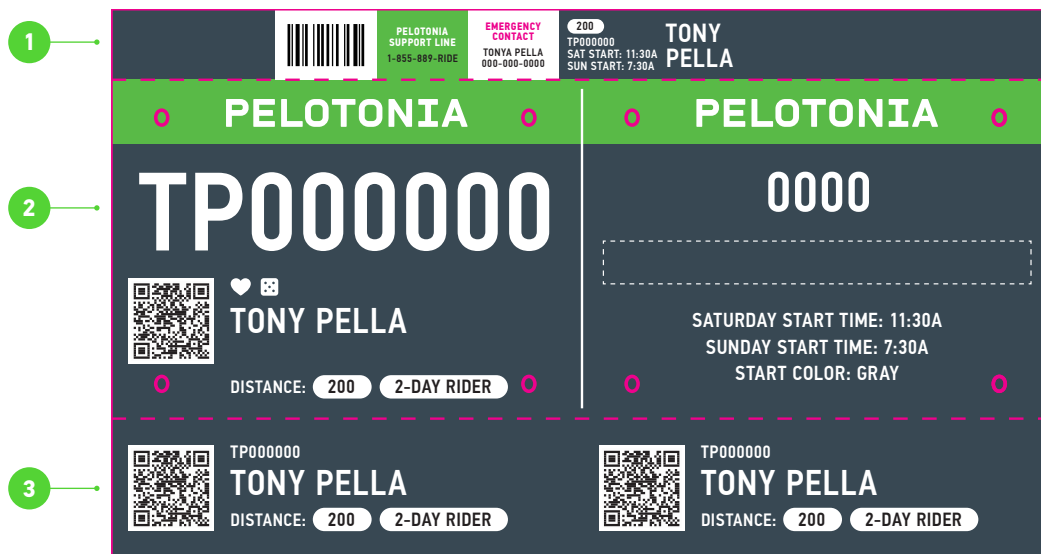 1
PELOTONIA
SUPPORT LINE
1-855-889-RIDE
EMERGENCY
CONTACT
TONYA PELLA
000-000-0000
200
TP000000
SAT START: 11:30A
SUN START: 7:30A
TONY
PELLA
2
PELOTONIA
TP000000
TONY PELLA
DISTANCE: 200 2-DAY RIDER
PELOTONIA
0000
SATURDAY START TIME: 11:30A
SUNDAY START TIME: 7:30A
START COLOR: GRAY
3
TP000000
TONY PELLA
DISTANCE: 200 2-DAY RIDER
TP000000
TONY PELLA
DISTANCE: 200 2-DAY RIDER